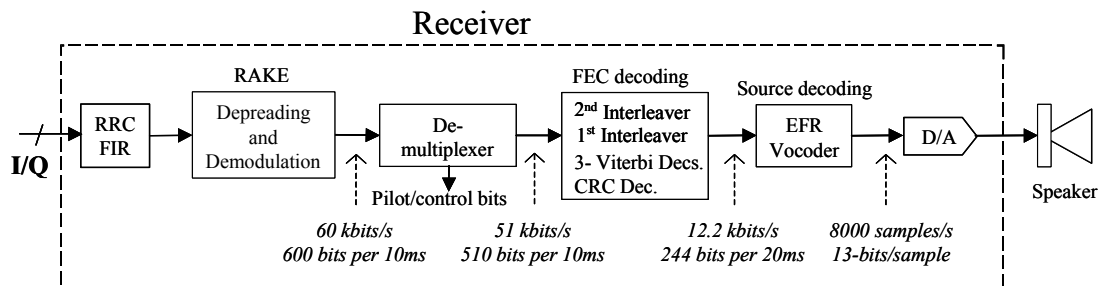 Receiver
RAKE
FEC decoding
Source decoding
I/Q
RRC
FIR
Depreading
and
Demodulation
De-
multiplexer
Pilot/control bits
2nd Interleaver
1st Interleaver
3- Viterbi Decs.
CRC Dec.
EFR
Vocoder
D/A
Speaker
60 kbits/s
600 bits per 10ms
51 kbits/s
510 bits per 10ms
12.2 kbits/s
244 bits per 20ms
8000 samples/s
13-bits/sample